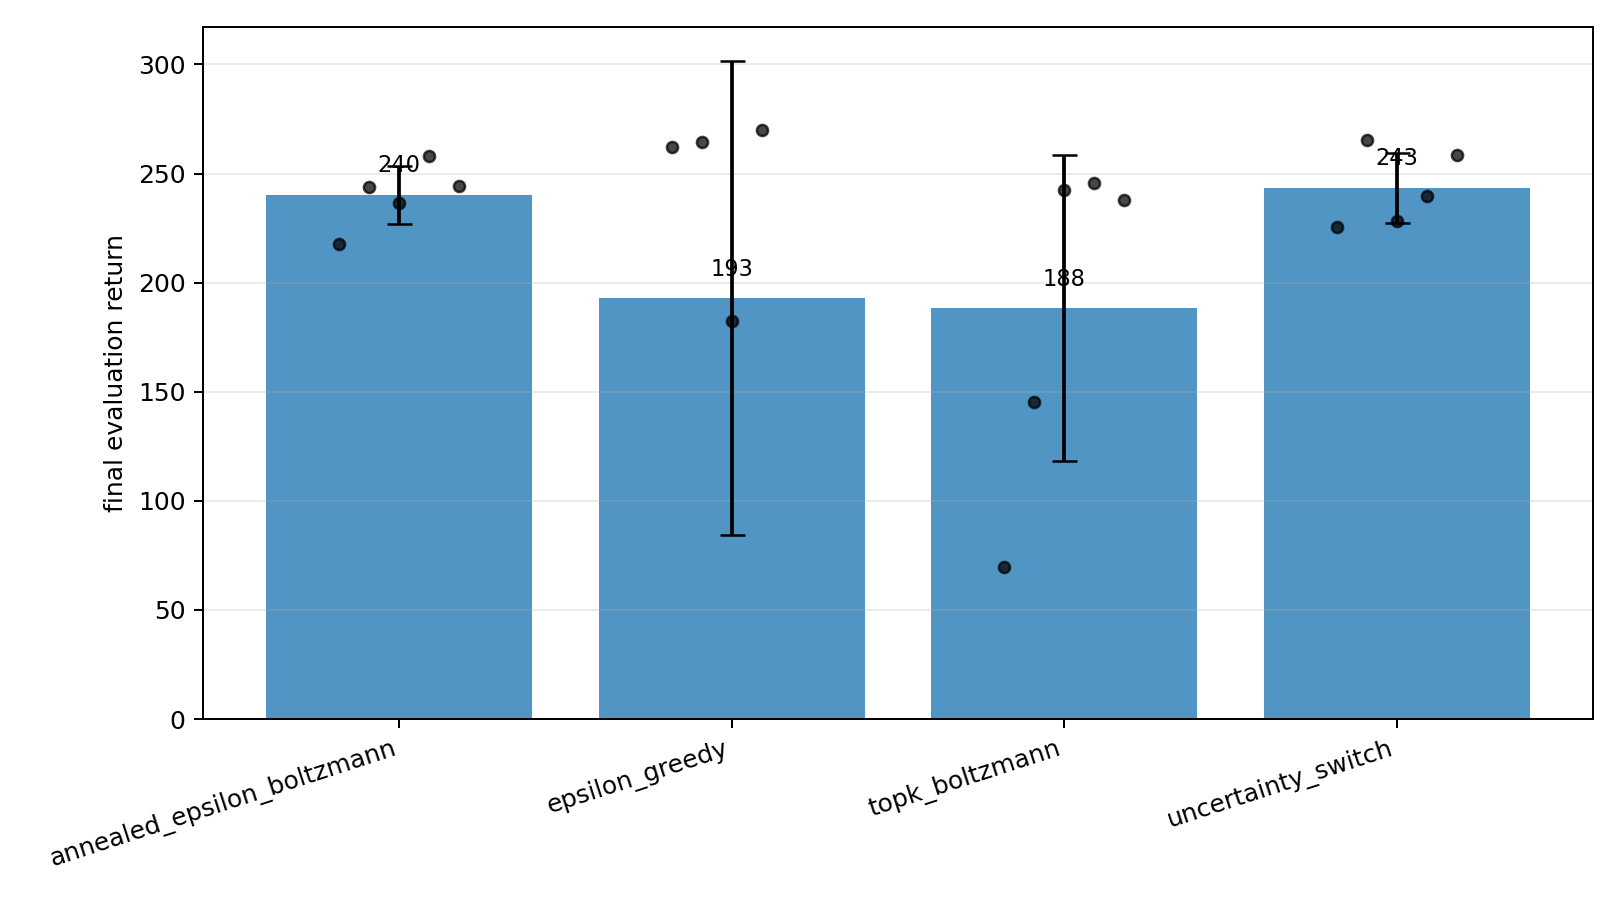 300
250
200
150
100
50
0
final evaluation return
240
193
188
243
annealed_epsilon_boltzmann
epsilon_greedy
topk_boltzmann
uncertainty_switch